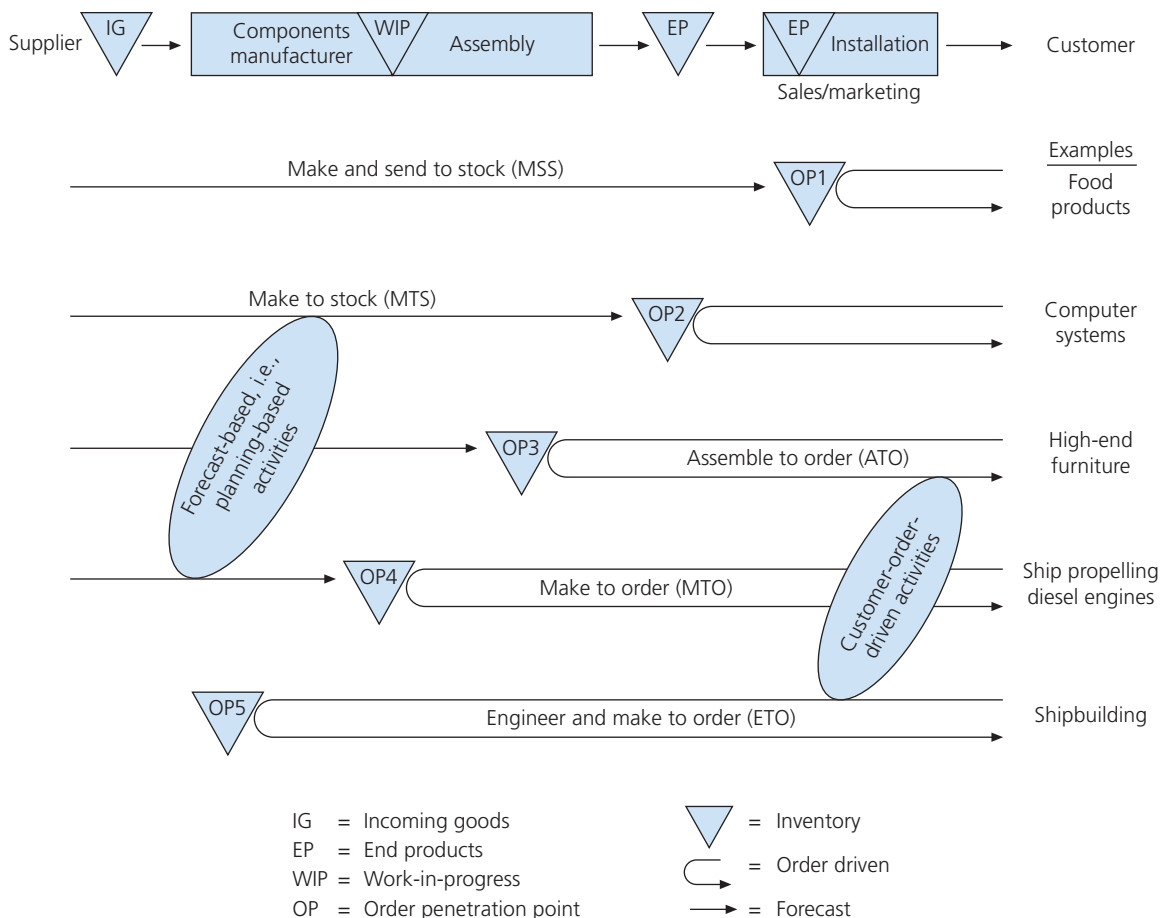 Supplier
IG
Components
manufacturer
WIP
Assembly
EP
EP
Installation
Customer
Sales/marketing
Examples
Make and send to stock (MSS)
OP1
Food
products
Make to stock (MTS)
OP2
Computer
systems
Forecast-based, i.e.,
planning-based
activities
OP3
Assemble to order (ATO)
High-end
furniture
Customer-order-
driven activities
OP4
Make to order (MTO)
Ship propelling
diesel engines
OP5
Engineer and make to order (ETO)
Shipbuilding
IG = Incoming goods
EP = End products
WIP = Work-in-progress
OP = Order penetration point
= Inventory
= Order driven
= Forecast